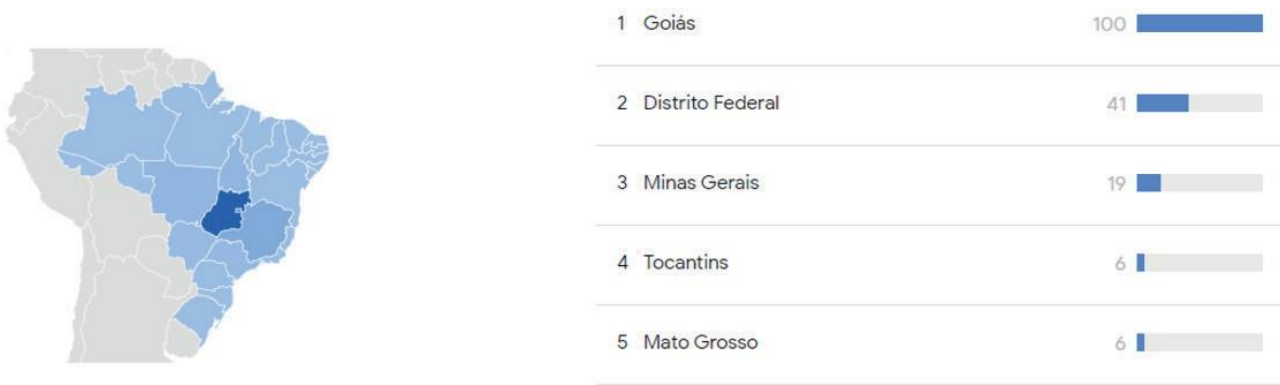 1 Goiás 100
2 Distrito Federal 41
3 Minas Gerais 19
4 Tocantins 6
5 Mato Grosso 6